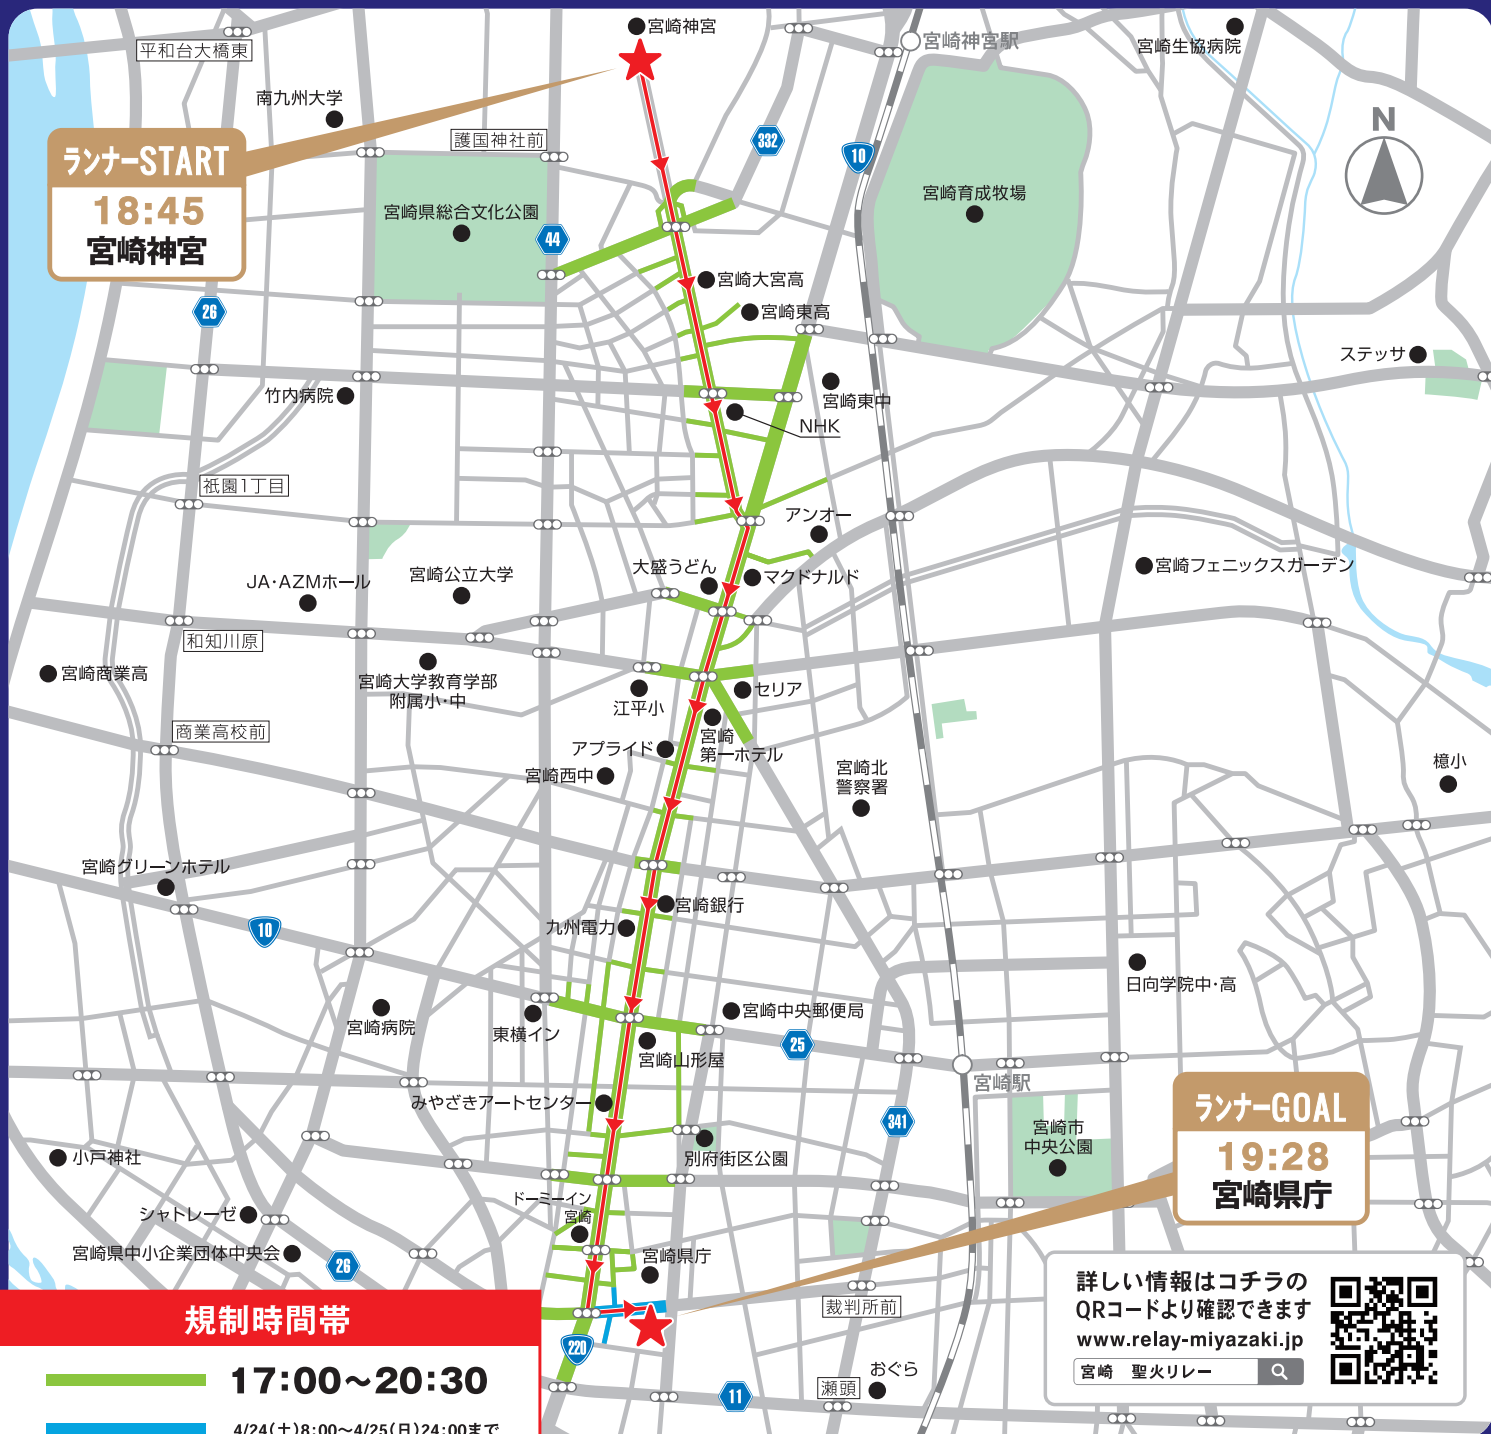 宮崎神宮
宮崎神宮駅
宮崎生協病院
平和台大橋東
南九州大学
護国神社前
332
10
N
ランナーSTART
18:45
宮崎神宮
宮崎県総合文化公園
44
宮崎育成牧場
26
宮崎大宮高
宮崎東高
ステッサ
竹内病院
宮崎東中
NHK
祇園1丁目
アンオー
大盛うどん
マクドナルド
宮崎フェニックスガーデン
JA・AZMホール
宮崎公立大学
和知川原
宮崎商業高
宮崎大学教育学部
附属小・中
江平小
セリア
商業高校前
アプライド
宮崎
第一ホテル
宮崎西中
宮崎北
警察署
檍小
宮崎グリーンホテル
宮崎銀行
九州電力
10
日向学院中・高
宮崎病院
東横イン
宮崎中央郵便局
25
宮崎山形屋
宮崎駅
みやざきアートセンター
341
宮崎市
中央公園
ランナーGOAL
19:28
宮崎県庁
小戸神社
別府街区公園
シャトレーゼ
ドーミーイン
宮崎
宮崎県中小企業団体中央会
26
宮崎県庁
裁判所前
220
瀬頭
おぐら
11
詳しい情報はコチラの
QRコードより確認できます
www.relay-miyazaki.jp
宮崎 聖火リレー
規制時間帯
17:00〜20:30
4/24(土)8:00〜4/25(日)24:00まで